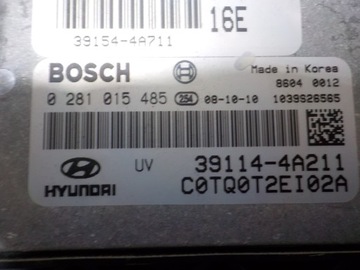 16E
39154-4A711
BOSCH
Made in Korea
8604 0012
0 281 015 485 254 08-10-10 1039S26565
HYUNDAI
UV
39114-4A211
C0TQ0T2EI02A